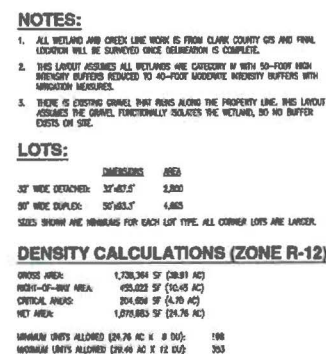 NOTES:
1. ALL WETLAND AND CREEK LINE WORK IS FROM CLARK COUNTY GIS AND FINAL
LOCATION WILL BE SURVEYED ONCE DELINEATION IS COMPLETE.
2. THIS LAYOUT ASSUMES ALL WETLANDS ARE CATEGORY IV WITH 50-FOOT HIGH
INTENSITY BUFFERS REDUCED TO 40-FOOT MODERATE INTENSITY BUFFERS WITH
MITIGATION MEASURES.
3. THERE IS EXISTING GRAVEL THAT RUNS ALONG THE PROPERTY LINE. THIS LAYOUT
ASSUMES THE GRAVEL FUNCTIONALLY ISOLATES THE WETLAND, SO NO BUFFER
EXISTS ON SITE.
LOTS:
DIMENSIONS AREA
32' WIDE DETACHED: 32'x87.5' 2,800
50' WIDE DUPLEX: 50'x93.3' 4,665
SIZES SHOWN ARE MINIMUMS FOR EACH LOT TYPE. ALL CORNER LOTS ARE LARGER.
DENSITY CALCULATIONS (ZONE R-12)
GROSS AREA: 1,738,364 SF (39.91 AC)
RIGHT-OF-WAY AREA: 455,022 SF (10.45 AC)
CRITICAL AREAS: 204,658 SF (4.70 AC)
NET AREA: 1,078,683 SF (24.76 AC)
MINIMUM UNITS ALLOWED (24.76 AC X 8 DU): 198
MAXIMUM UNITS ALLOWED (29.46 AC X 12 DU): 353